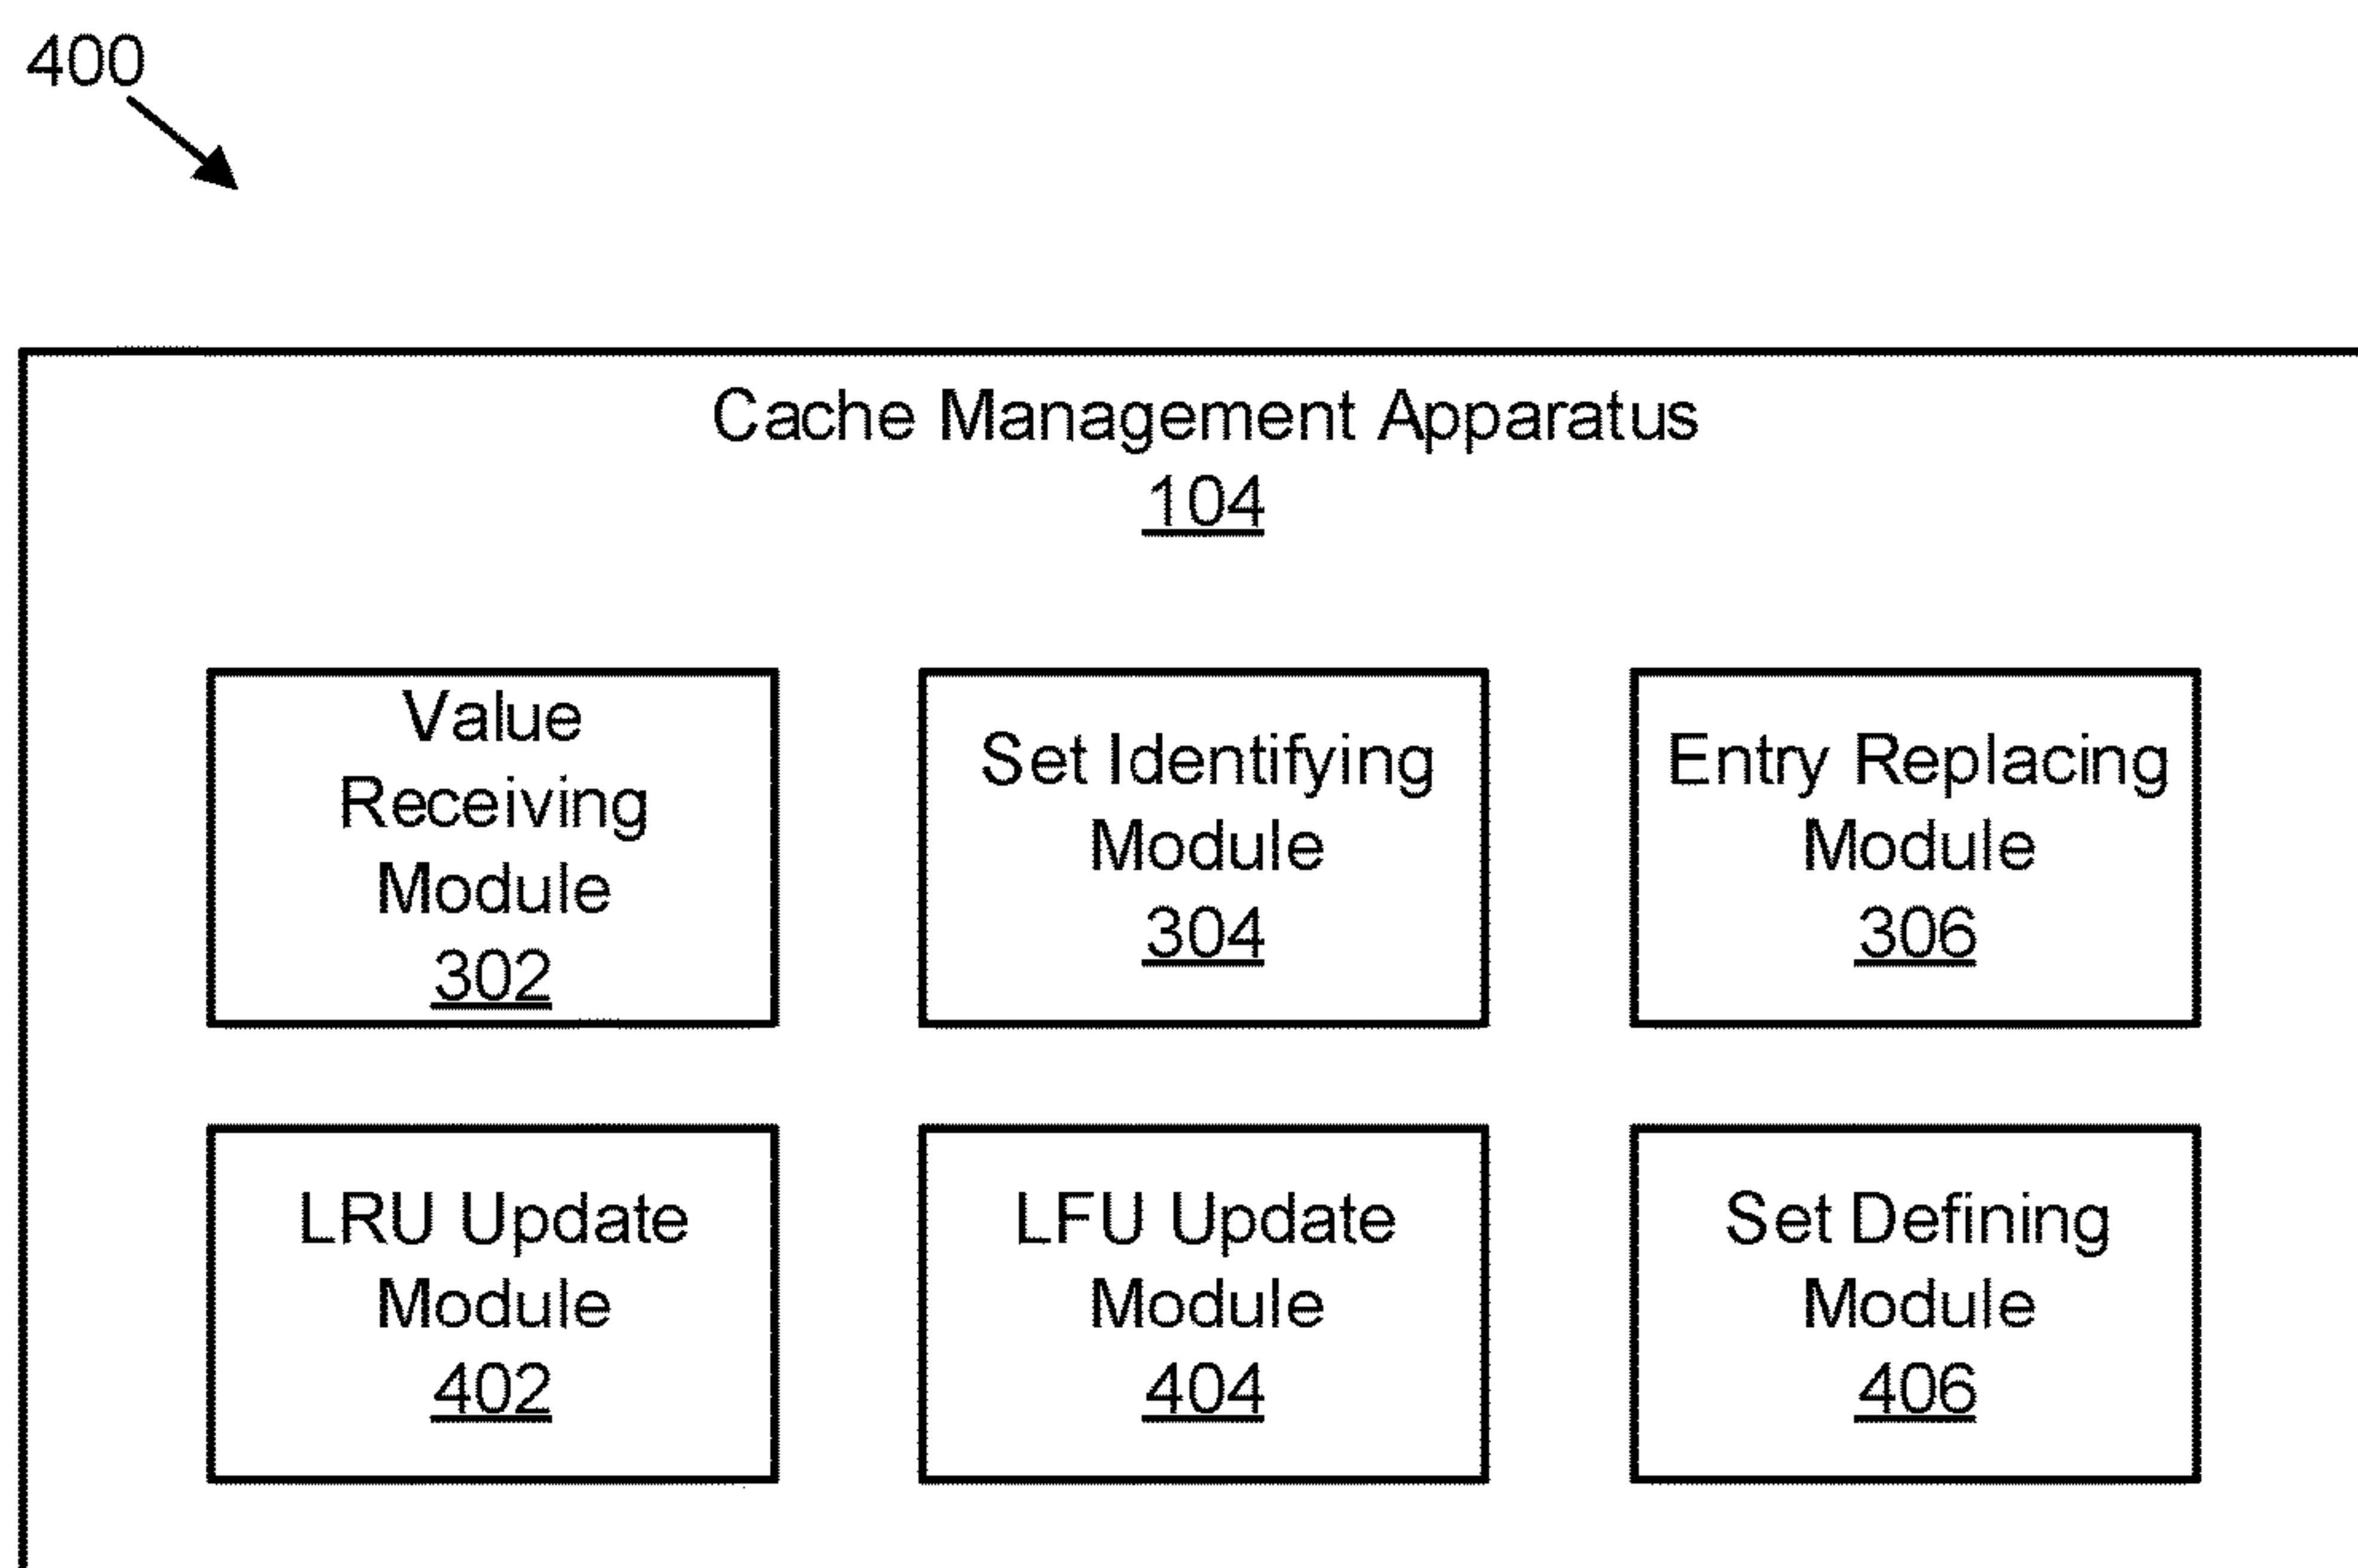 400
Cache Management Apparatus
104
Value
Receiving
Module
302
Set Identifying
Module
304
Entry Replacing
Module
306
LRU Update
Module
402
LFU Update
Module
404
Set Defining
Module
406